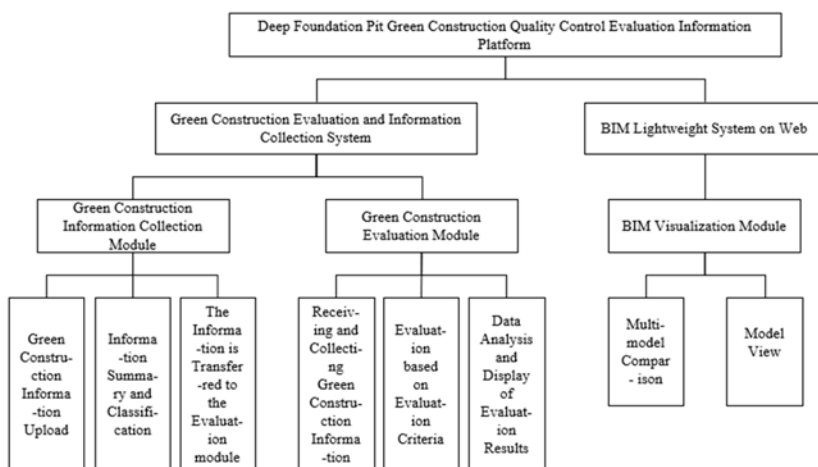 Deep Foundation Pit Green Construction Quality Control Evaluation Information
Platform
Green Construction Evaluation and Information
Collection System
BIM Lightweight System on Web
Green Construction
Information Collection
Module
Green Construction
Evaluation Module
BIM Visualization Module
Green
Constru-
ction
Informa
-tion
Upload
Informa
-tion
Summa-
ry and
Classifi-
cation
The
Informa
-tion is
Transfer
-red to
the
Evaluat-
ion
module
Receiv-
ing and
Collecti-
ng
Green
Constru-
ction
Informa
-tion
Evaluat-
ion
based
on
Evaluat-
ion
Criteria
Data
Analysis
and
Display
of
Evaluat-
ion
Results
Multi-
model
Compar
- ison
Model
View